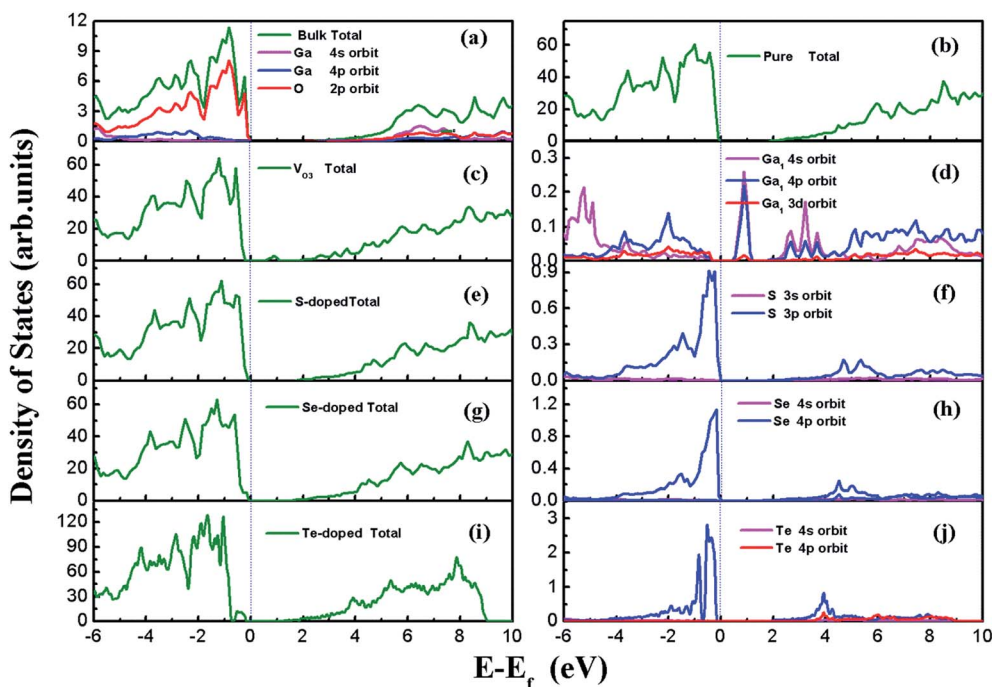 Density of States (arb.units)
12
9
6
3
0
Bulk Total
Ga 4s orbit
Ga 4p orbit
O 2p orbit
(a)
60
40
20
0
Pure Total
(b)
60
40
20
0
V_O3 Total
(c)
0.3
0.2
0.1
0.0
Ga_1 4s orbit
Ga_1 4p orbit
Ga_1 3d orbit
(d)
60
40
20
0
S-dopedTotal
(e)
0.9
0.6
0.3
0.0
S 3s orbit
S 3p orbit
(f)
60
40
20
0
Se-doped Total
(g)
1.2
0.8
0.4
0.0
Se 4s orbit
Se 4p orbit
(h)
120
90
60
30
0
Te-doped Total
(i)
3
2
1
0
Te 4s orbit
Te 4p orbit
(j)
-6 -4 -2 0 2 4 6 8 10
-6 -4 -2 0 2 4 6 8 10
E-E_f (eV)